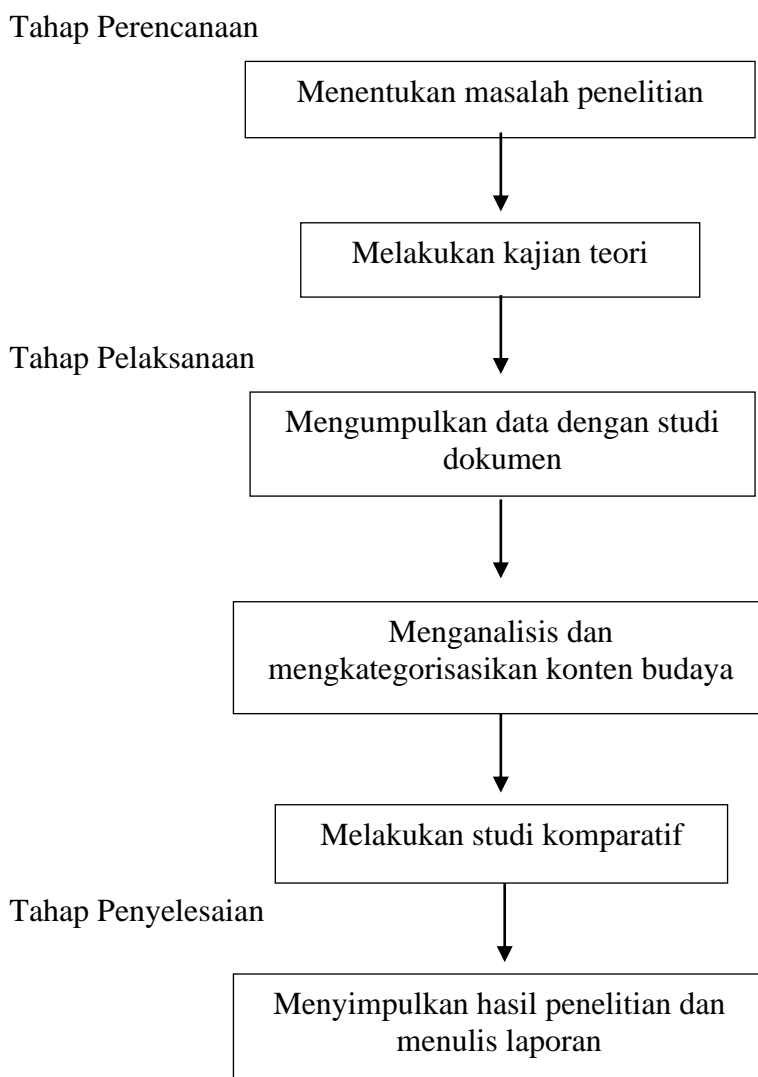 Tahap Perencanaan
Menentukan masalah penelitian
Melakukan kajian teori
Tahap Pelaksanaan
Mengumpulkan data dengan studi
dokumen
Menganalisis dan
mengkategorisasikan konten budaya
Melakukan studi komparatif
Tahap Penyelesaian
Menyimpulkan hasil penelitian dan
menulis laporan